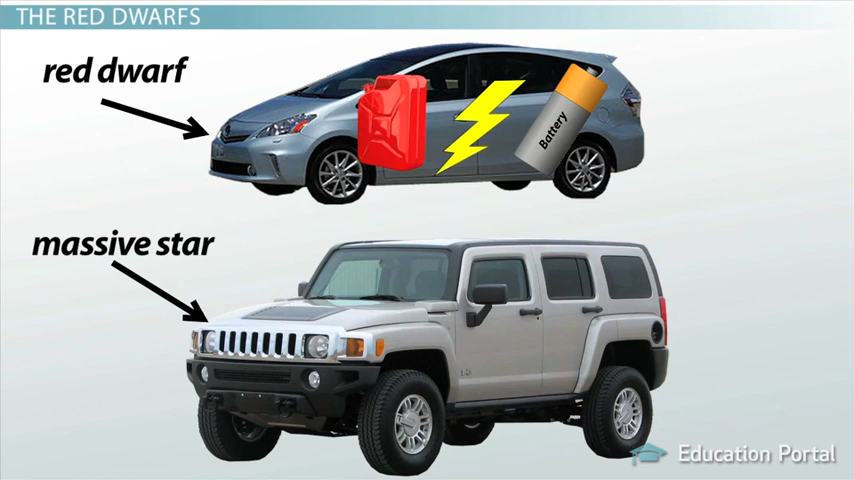 THE RED DWARFS
red dwarf
Battery
massive star
Education Portal